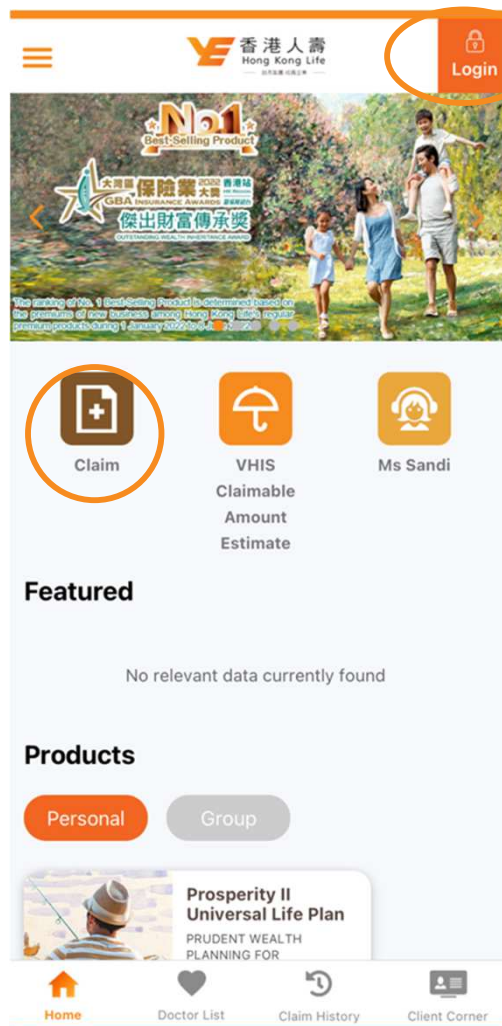 香港人壽
Hong Kong Life
Login
No.1
Best-Selling Product
大灣區 保險業 2022 大獎 香港站
GBA INSURANCE AWARDS
傑出財富傳承獎
OUTSTANDING WEALTH INHERITANCE AWARD
The ranking of No. 1 Best-Selling Product is determined based on
the premiums of new business among Hong Kong Life's regular
premium products during 1 January 2022 to
Claim
VHIS
Claimable
Amount
Estimate
Ms Sandi
Featured
No relevant data currently found
Products
Personal
Group
Prosperity II
Universal Life Plan
PRUDENT WEALTH
PLANNING FOR
Home
Doctor List
Claim History
Client Corner